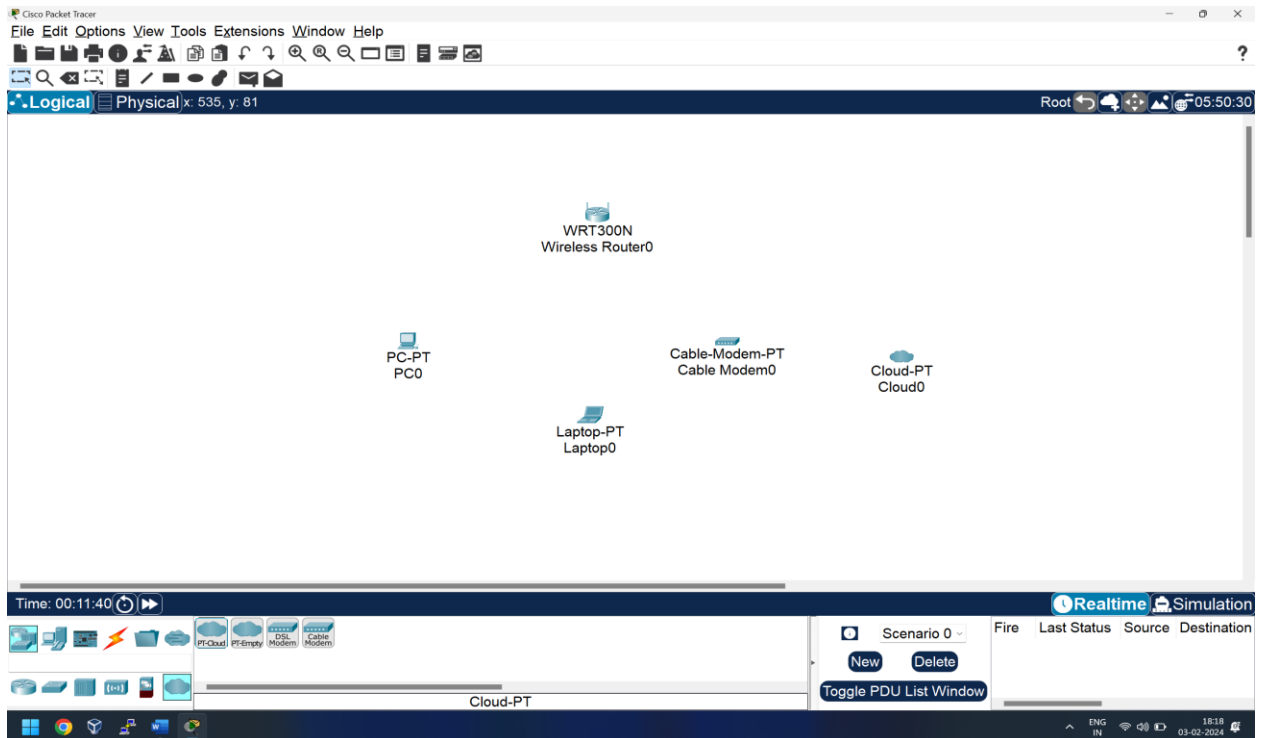 Cisco Packet Tracer
File Edit Options View Tools Extensions Window Help
?
Logical Physical x: 535, y: 81 Root 05:50:30
WRT300N
Wireless Router0
PC-PT
PC0
Cable-Modem-PT
Cable Modem0
Cloud-PT
Cloud0
Laptop-PT
Laptop0
Time: 00:11:40 Realtime Simulation
PT-Cloud PT-Empty DSL Modem Cable Modem
Scenario 0
Fire Last Status Source Destination
New Delete
Toggle PDU List Window
Cloud-PT
ENG
IN
18:18
03-02-2024